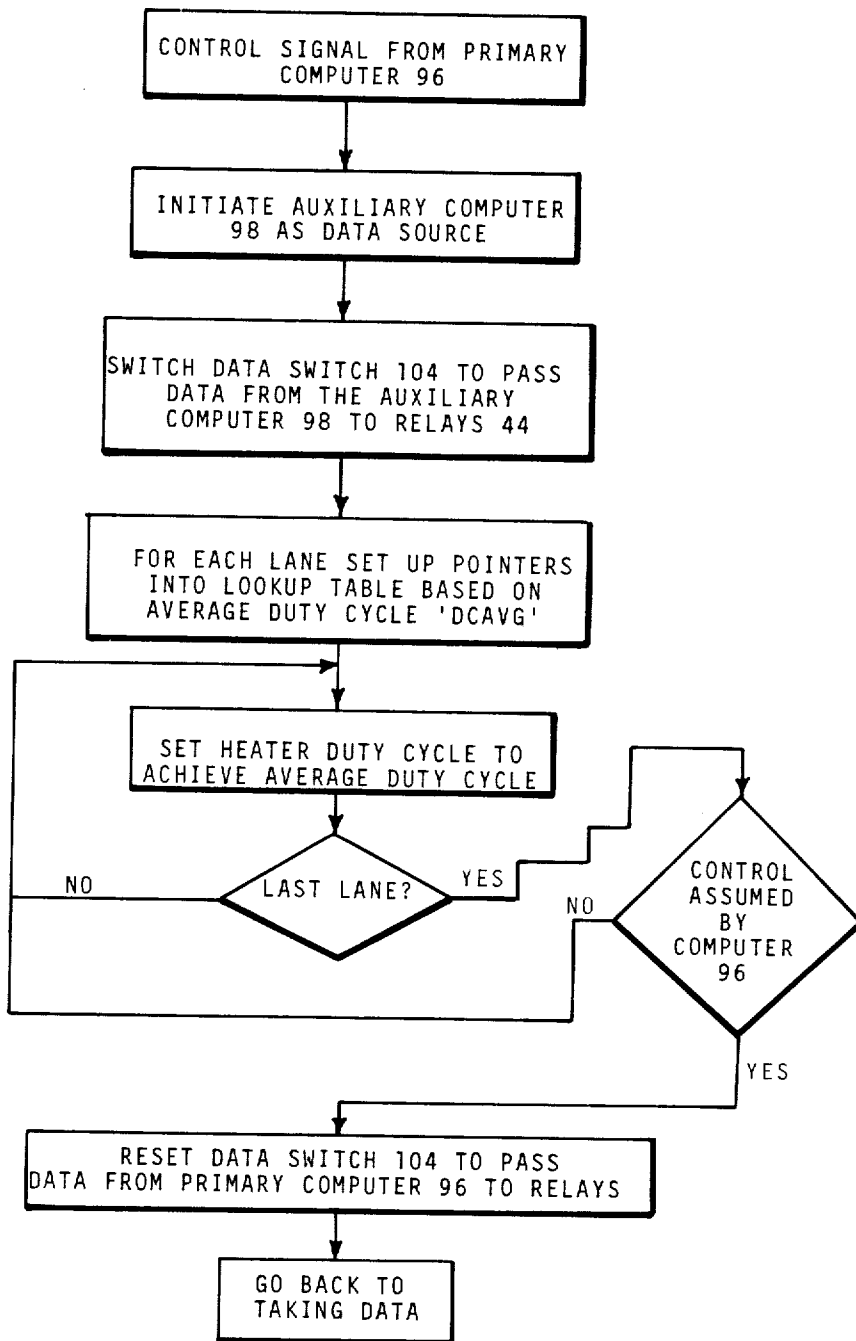 CONTROL SIGNAL FROM PRIMARY
COMPUTER 96
INITIATE AUXILIARY COMPUTER
98 AS DATA SOURCE
SWITCH DATA SWITCH 104 TO PASS
DATA FROM THE AUXILIARY
COMPUTER 98 TO RELAYS 44
FOR EACH LANE SET UP POINTERS
INTO LOOKUP TABLE BASED ON
AVERAGE DUTY CYCLE 'DCAVG'
SET HEATER DUTY CYCLE TO
ACHIEVE AVERAGE DUTY CYCLE
LAST LANE?
NO
YES
CONTROL
ASSUMED
BY
COMPUTER
96
NO
YES
RESET DATA SWITCH 104 TO PASS
DATA FROM PRIMARY COMPUTER 96 TO RELAYS
GO BACK TO
TAKING DATA